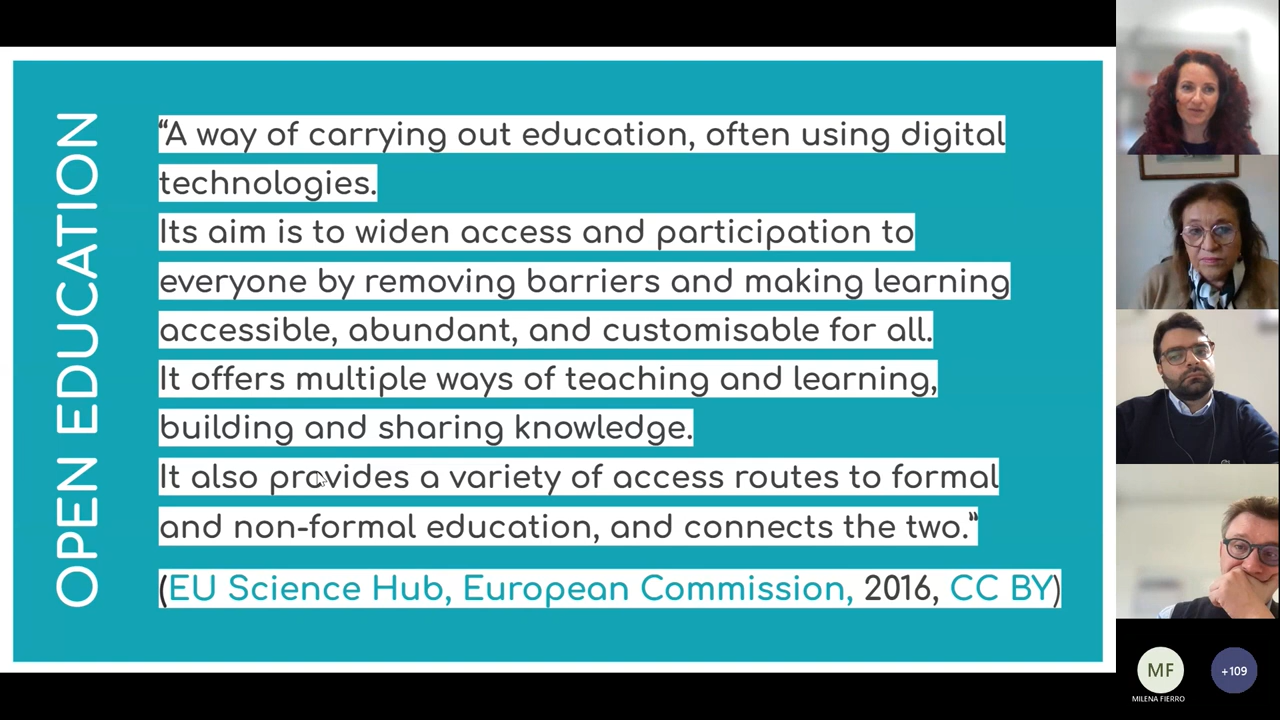 OPEN EDUCATION
“A way of carrying out education, often using digital
technologies.
Its aim is to widen access and participation to
everyone by removing barriers and making learning
accessible, abundant, and customisable for all.
It offers multiple ways of teaching and learning,
building and sharing knowledge.
It also provides a variety of access routes to formal
and non-formal education, and connects the two.”
(EU Science Hub, European Commission, 2016, CC BY)
MF
+109
MILENA FIERRO